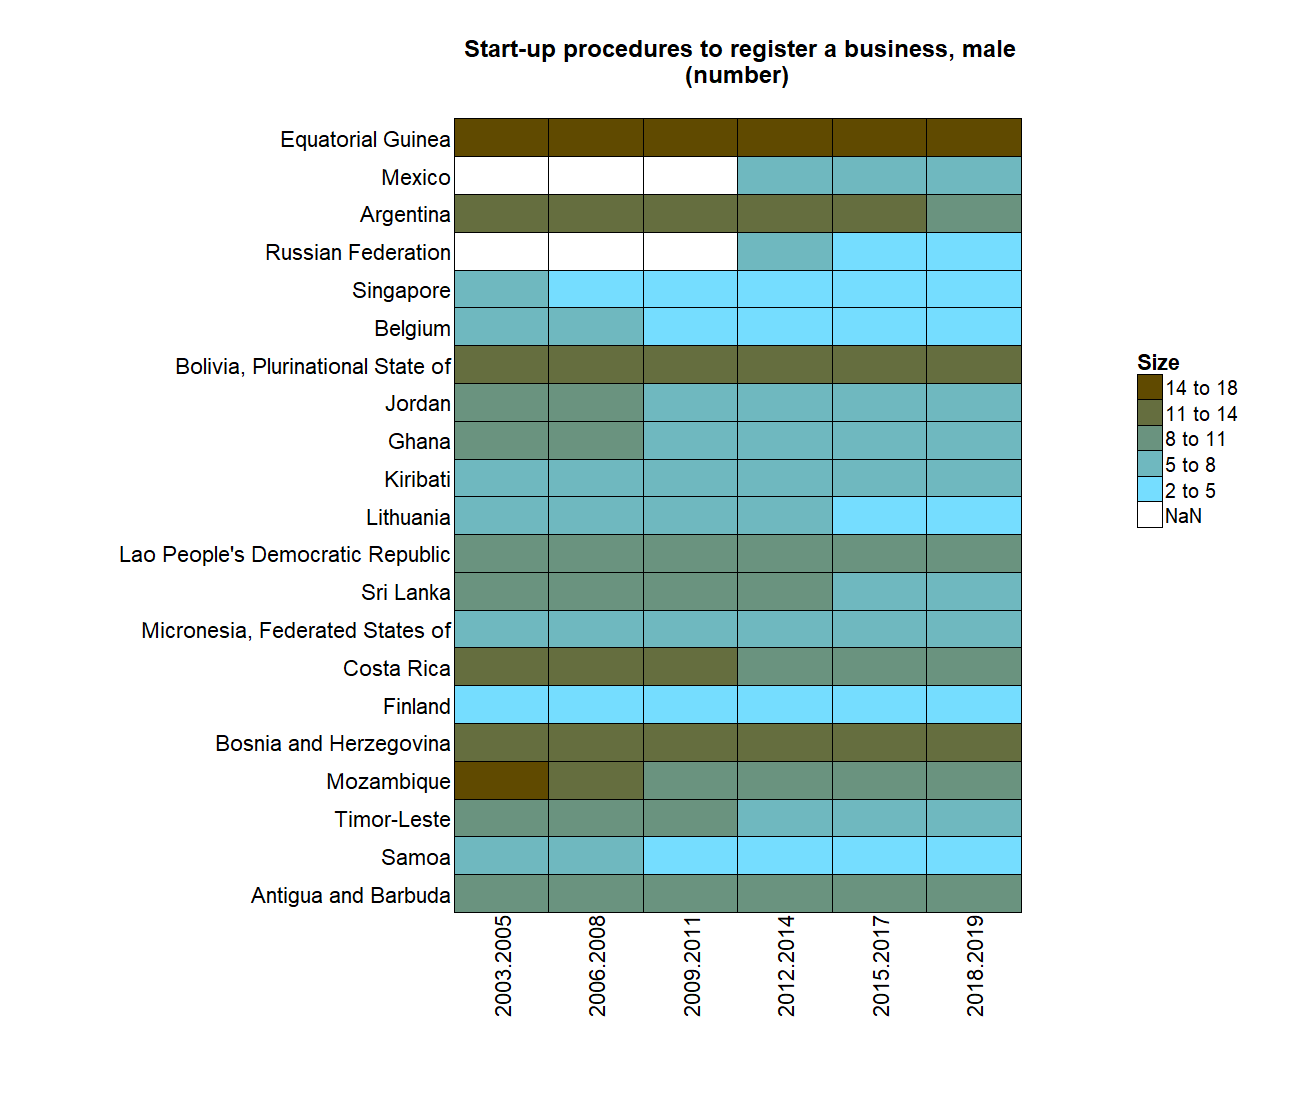 Start-up procedures to register a business, male
(number)
Equatorial Guinea
Mexico
Argentina
Russian Federation
Singapore
Belgium
Bolivia, Plurinational State of
Jordan
Ghana
Kiribati
Lithuania
Lao People's Democratic Republic
Sri Lanka
Micronesia, Federated States of
Costa Rica
Finland
Bosnia and Herzegovina
Mozambique
Timor-Leste
Samoa
Antigua and Barbuda
2003.2005
2006.2008
2009.2011
2012.2014
2015.2017
2018.2019
Size
14 to 18
11 to 14
8 to 11
5 to 8
2 to 5
NaN